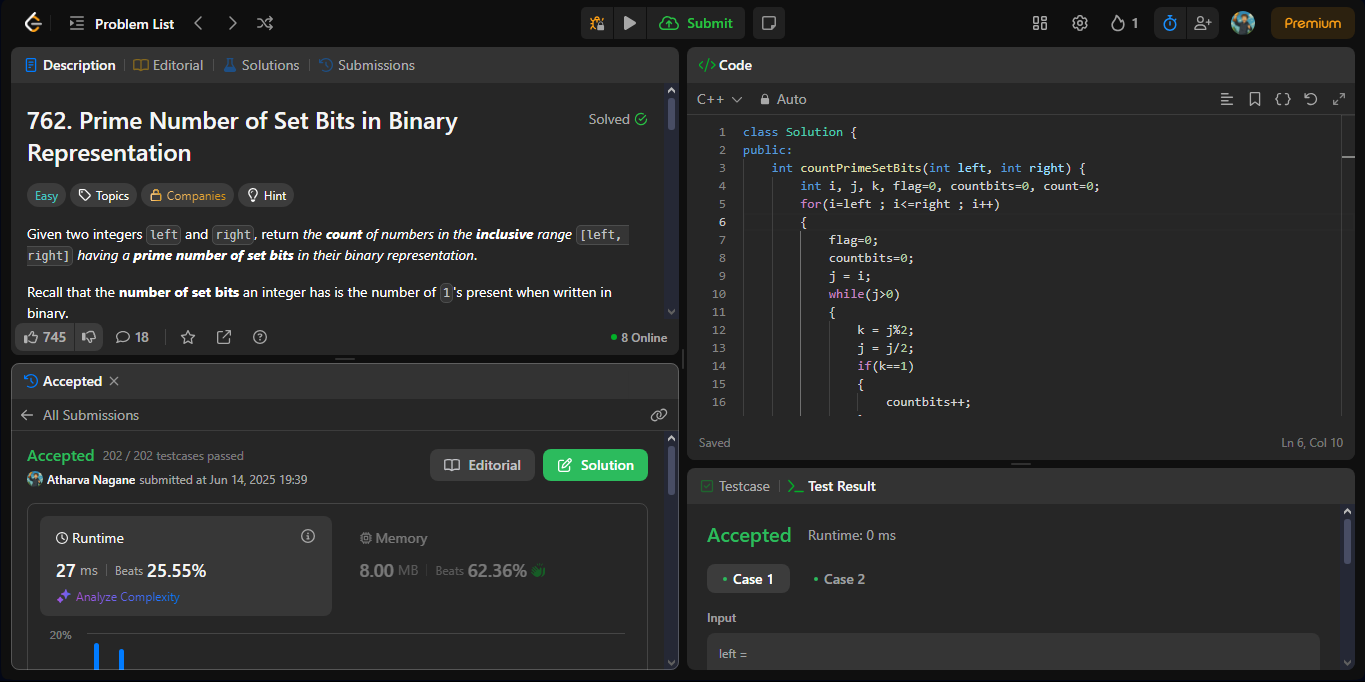 Problem List
Submit
1
Premium
Description
Editorial
Solutions
Submissions
762. Prime Number of Set Bits in Binary
Representation
Solved
Easy
Topics
Companies
Hint
Given two integers left and right, return the count of numbers in the inclusive range [left,
right] having a prime number of set bits in their binary representation.
Recall that the number of set bits an integer has is the number of 1's present when written in
binary.
745
18
8 Online
Accepted
All Submissions
Accepted 202 / 202 testcases passed
Atharva Nagane submitted at Jun 14, 2025 19:39
Editorial
Solution
Runtime
27 ms Beats 25.55%
Analyze Complexity
Memory
8.00 MB Beats 62.36%
20%
</> Code
C++
Auto
1 class Solution {
2 public:
3 int countPrimeSetBits(int left, int right) {
4 int i, j, k, flag=0, countbits=0, count=0;
5 for(i=left ; i<=right ; i++)
6 {
7 flag=0;
8 countbits=0;
9 j = i;
10 while(j>0)
11 {
12 k = j%2;
13 j = j/2;
14 if(k==1)
15 {
16 countbits++;
Saved
Ln 6, Col 10
Testcase
>_ Test Result
Accepted Runtime: 0 ms
Case 1
Case 2
Input
left =